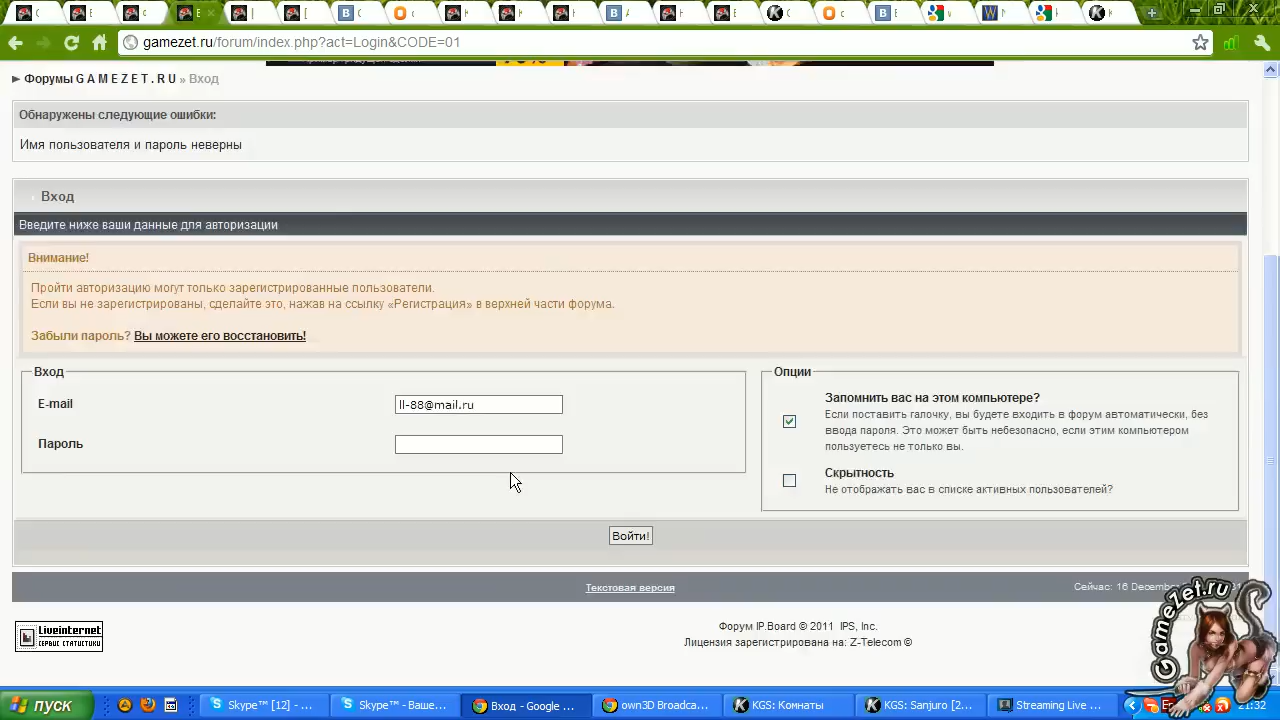 gamezet.ru/forum/index.php?act=Login&CODE=01
Форумы G A M E Z E T . R U » Вход
Обнаружены следующие ошибки:
Имя пользователя и пароль неверны
Вход
Введите ниже ваши данные для авторизации
Внимание!
Пройти авторизацию могут только зарегистрированные пользователи.
Если вы не зарегистрированы, сделайте это, нажав на ссылку «Регистрация» в верхней части форума.
Забыли пароль? Вы можете его восстановить!
Вход
E-mail
ll-88@mail.ru
Пароль
Опции
Запомнить вас на этом компьютере?
Если поставить галочку, вы будете входить в форум автоматически, без
ввода пароля. Это может быть небезопасно, если этим компьютером
пользуетесь не только вы.
Скрытность
Не отображать вас в списке активных пользователей?
Войти!
Текстовая версия
Сейчас: 16 December
LiveInternet
СЕРВИС СТАТИСТИКИ
Форум IP.Board © 2011 IPS, Inc.
Лицензия зарегистрирована на: Z-Telecom ©
GameZet.ru
пуск
Skype™ [12] - ...
Skype™ - Ваше...
Вход - Google ...
own3D Broadca...
KGS: Комнаты
KGS: Sanjuro [2...
Streaming Live ...
21:32